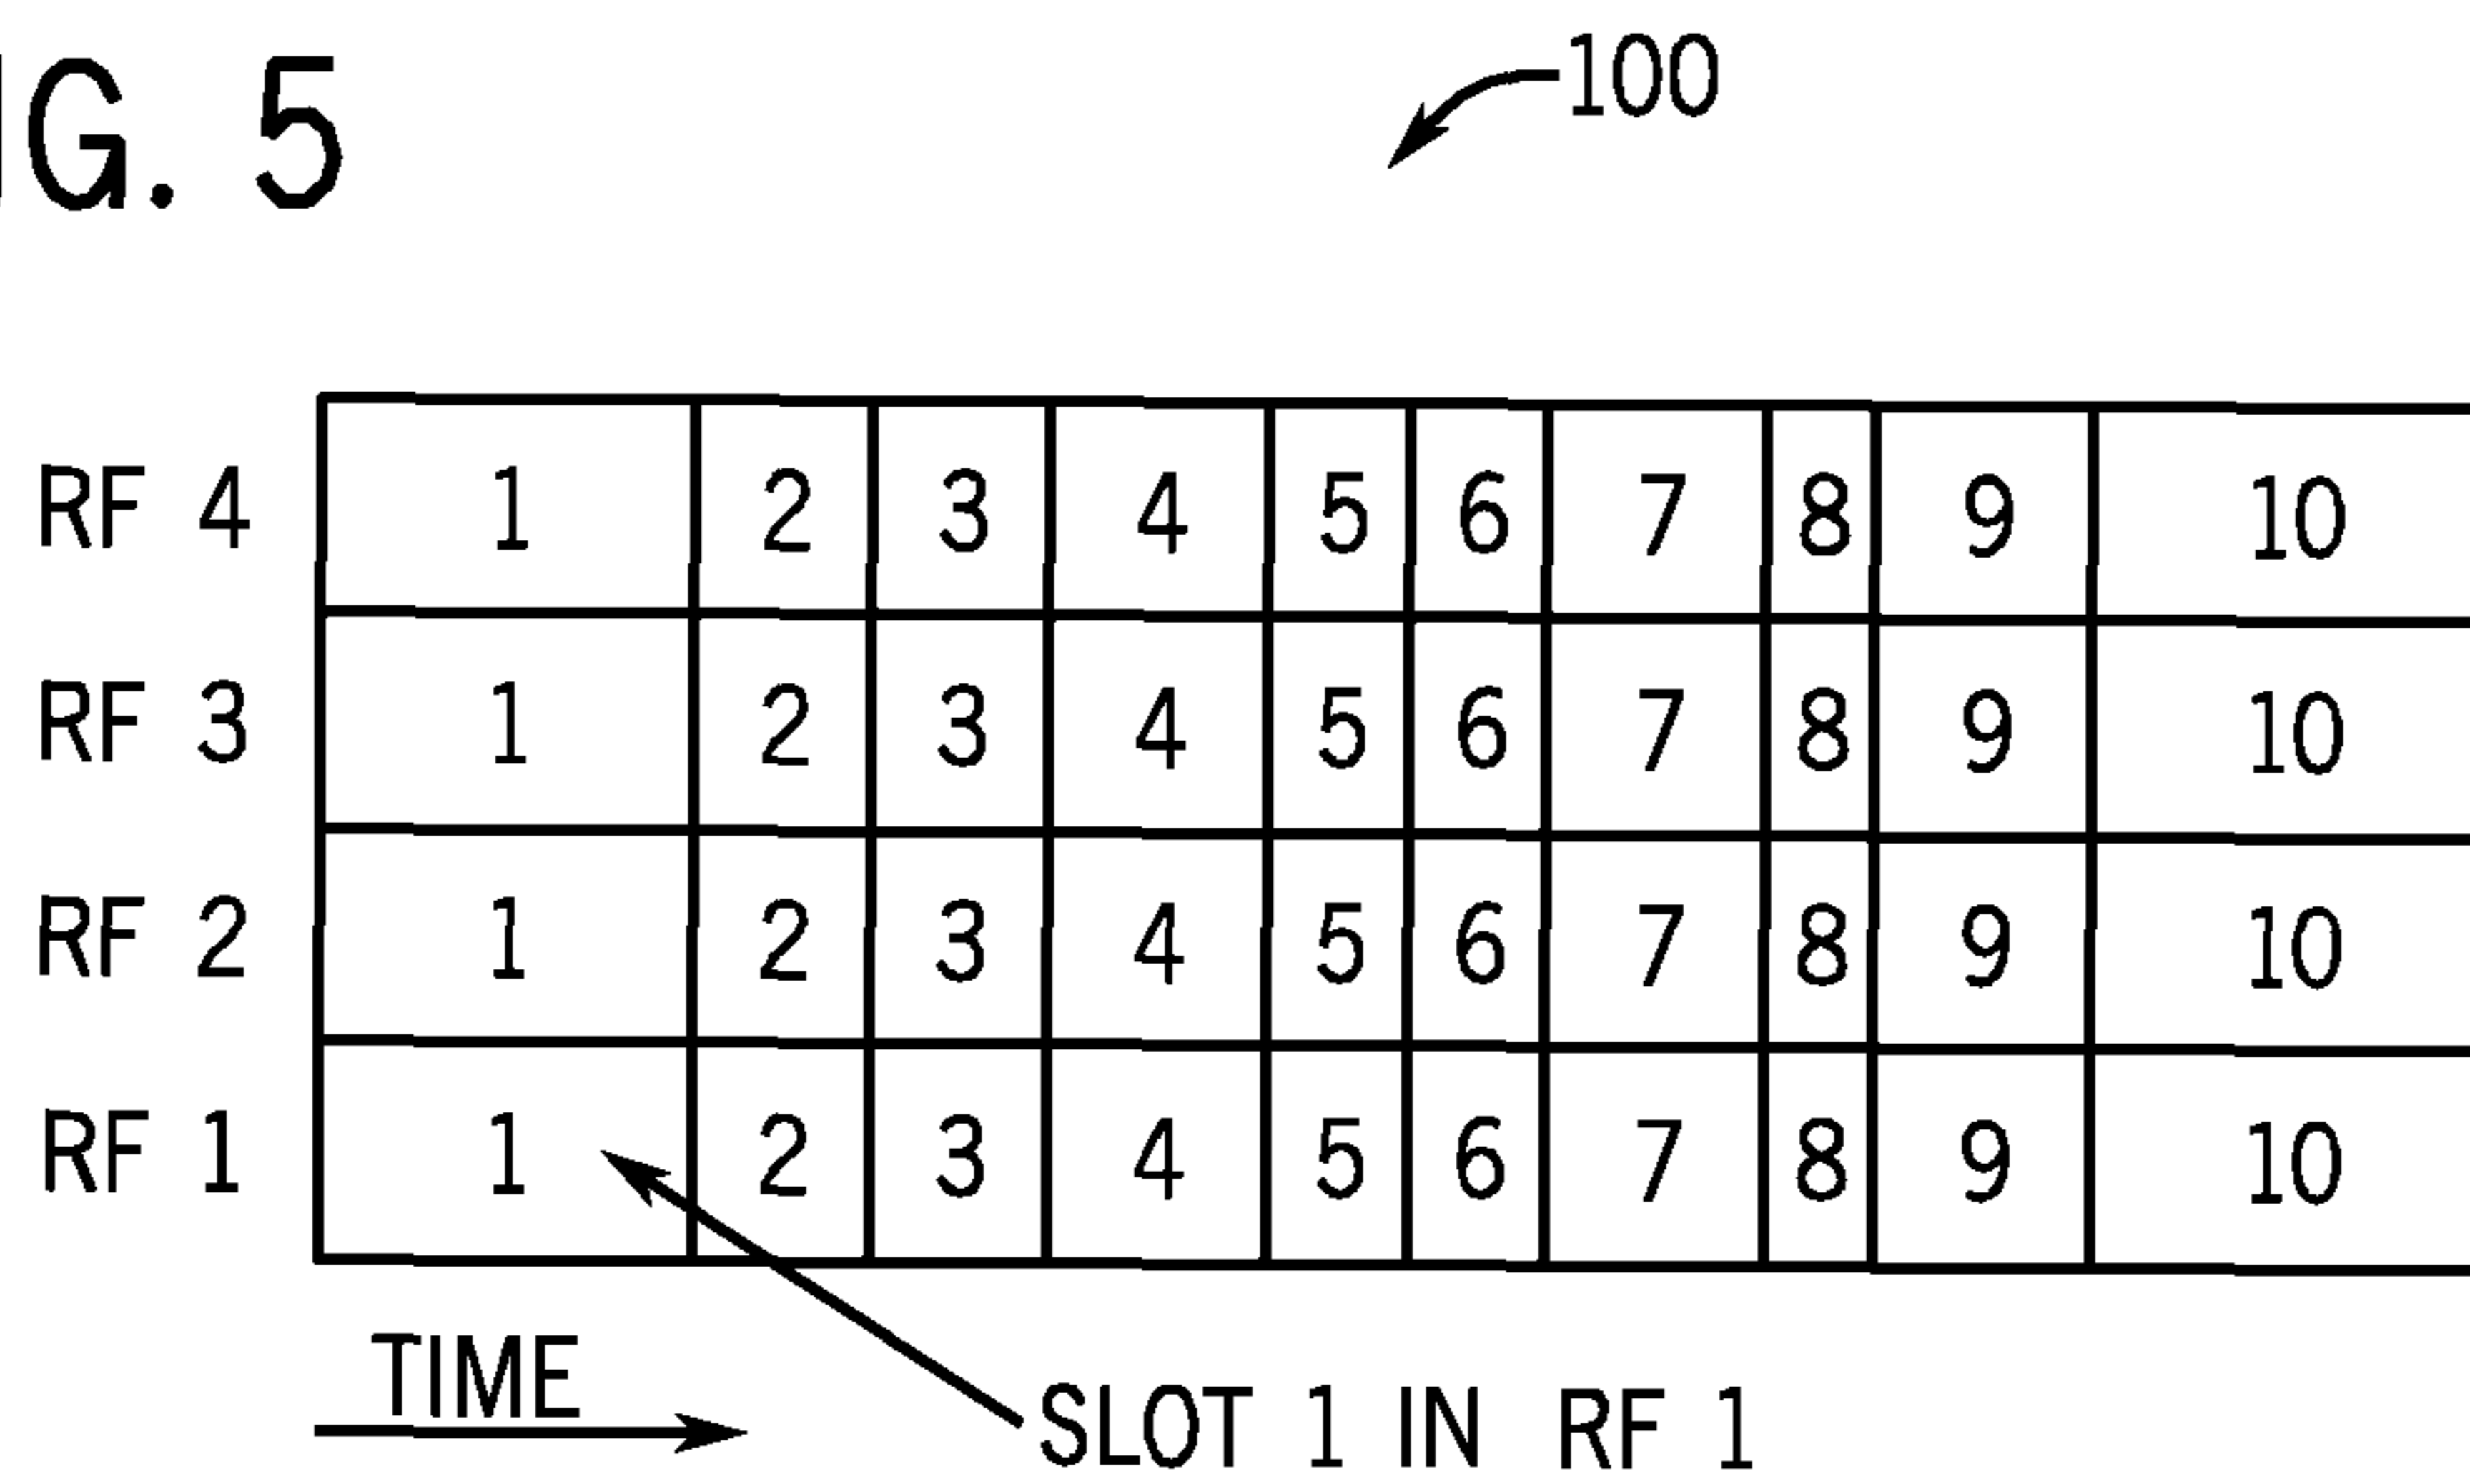 IG. 5
100
RF 4 1 2 3 4 5 6 7 8 9 10
RF 3 1 2 3 4 5 6 7 8 9 10
RF 2 1 2 3 4 5 6 7 8 9 10
RF 1 1 2 3 4 5 6 7 8 9 10
TIME
SLOT 1 IN RF 1